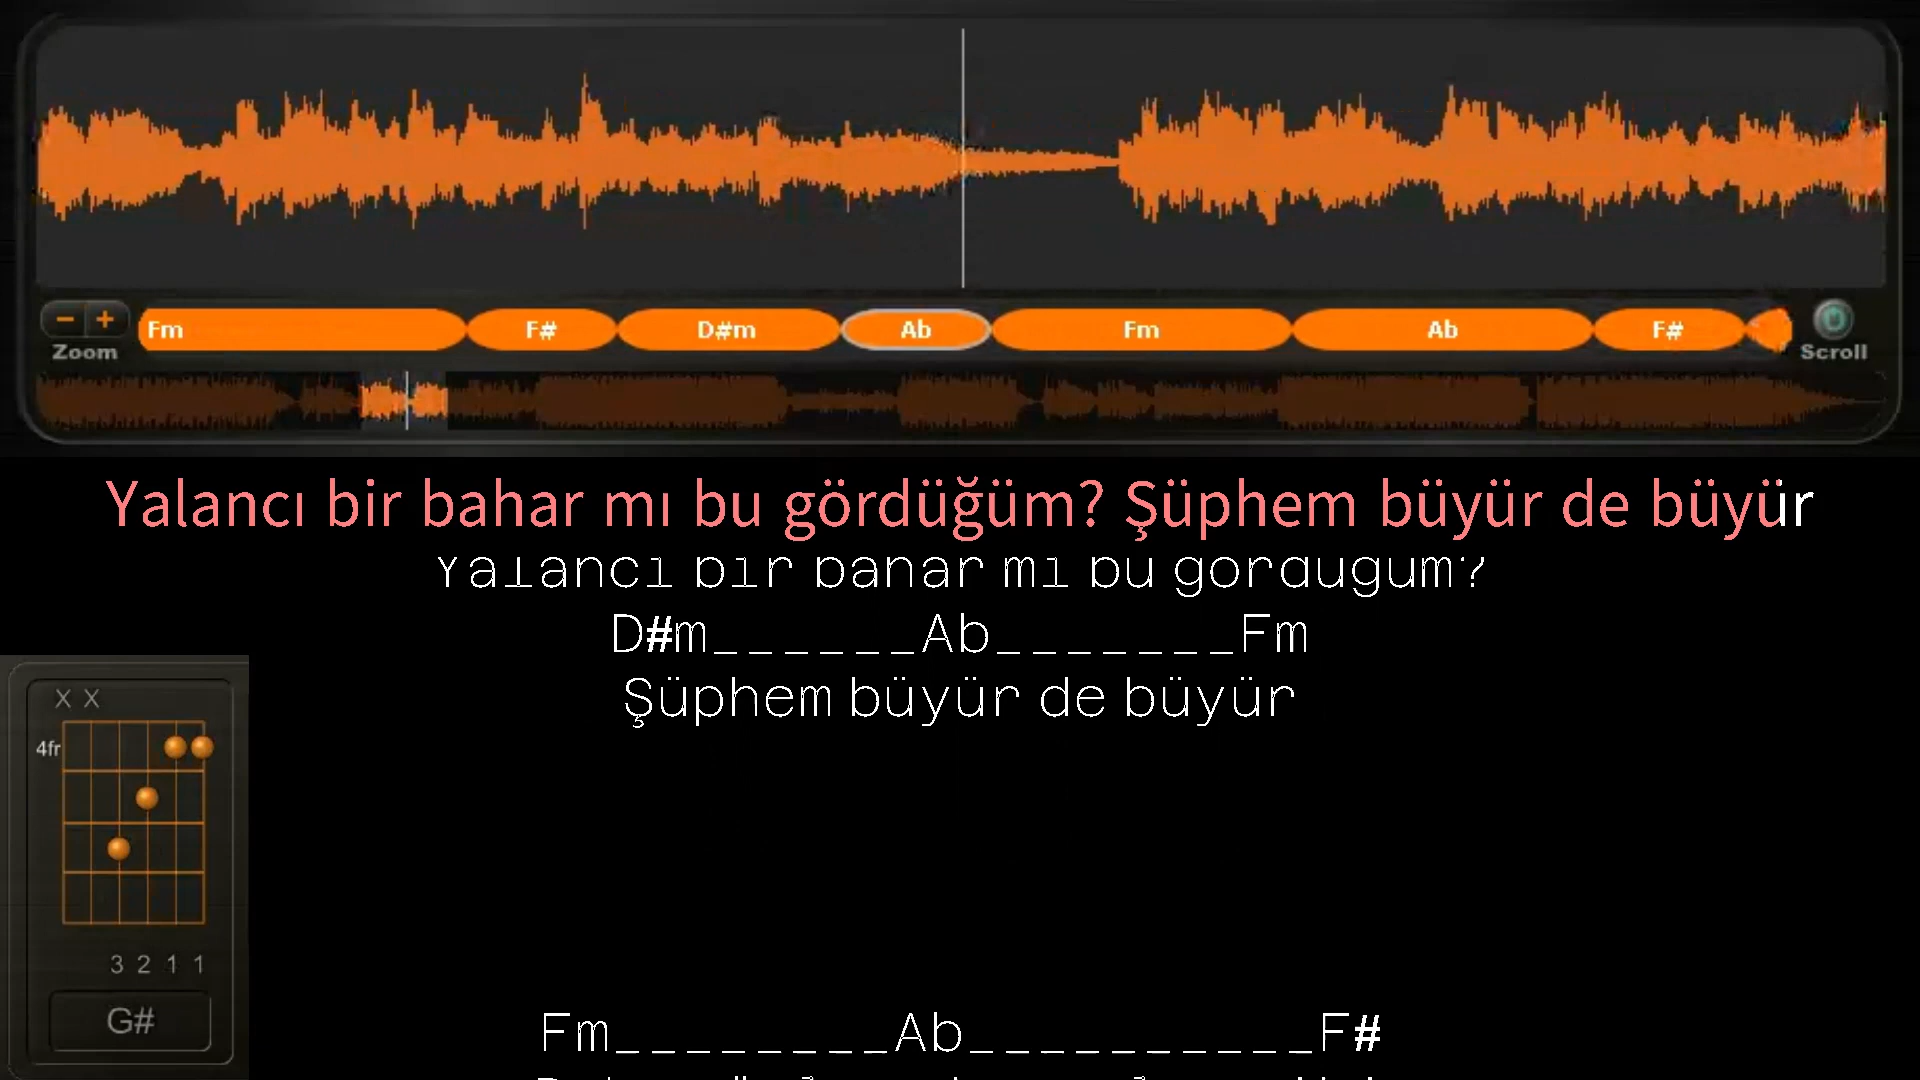 Fm F# D#m Ab Fm Ab F#
Zoom
Scroll
Yalancı bir bahar mı bu gördüğüm? Şüphem büyür de büyür
Yalancı bir bahar mı bu gördüğüm?
D#m______Ab_______Fm
Şüphem büyür de büyür
X X
4fr
3 2 1 1
G#
Fm________Ab__________F#